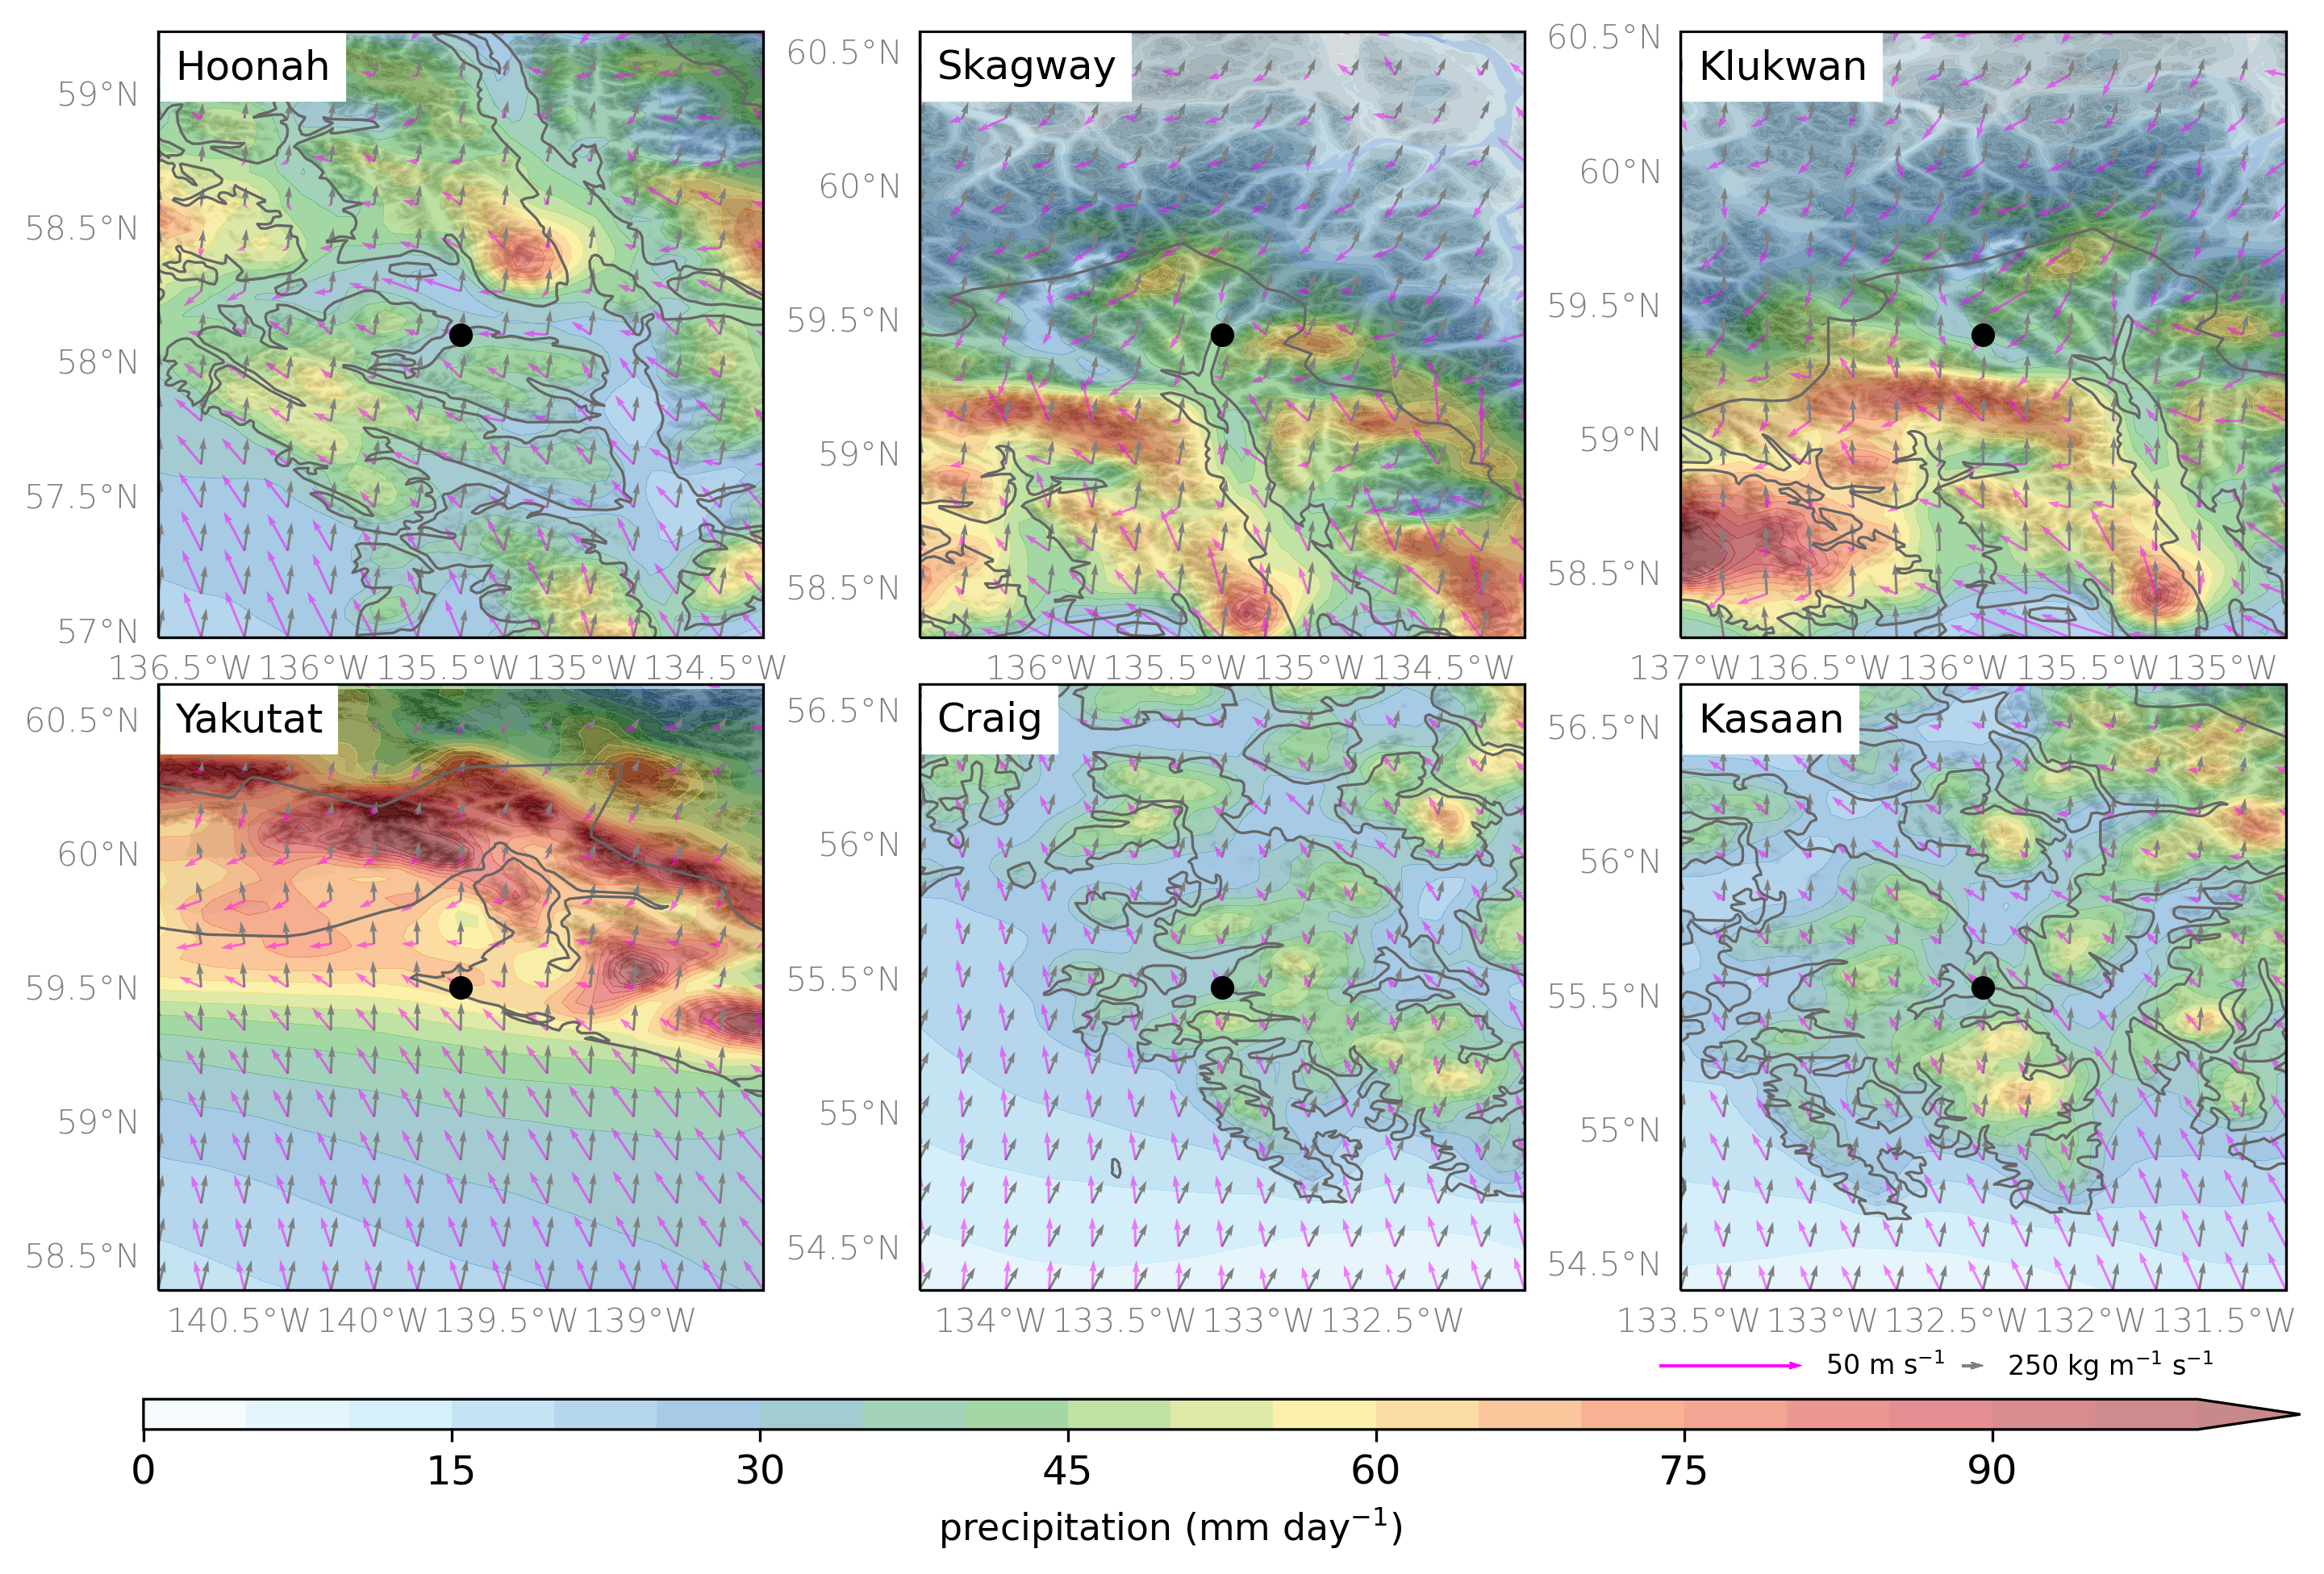 Hoonah
59°N
58.5°N
58°N
57.5°N
57°N
136.5°W 136°W 135.5°W 135°W 134.5°W
Skagway
60.5°N
60°N
59.5°N
59°N
58.5°N
136°W 135.5°W 135°W 134.5°W
Klukwan
60.5°N
60°N
59.5°N
59°N
58.5°N
137°W 136.5°W 136°W 135.5°W 135°W
Yakutat
60.5°N
60°N
59.5°N
59°N
58.5°N
140.5°W 140°W 139.5°W 139°W
Craig
56.5°N
56°N
55.5°N
55°N
54.5°N
134°W 133.5°W 133°W 132.5°W
Kasaan
56.5°N
56°N
55.5°N
55°N
54.5°N
133.5°W 133°W 132.5°W 132°W 131.5°W
50 m s⁻¹ 250 kg m⁻¹ s⁻¹
0 15 30 45 60 75 90
precipitation (mm day⁻¹)